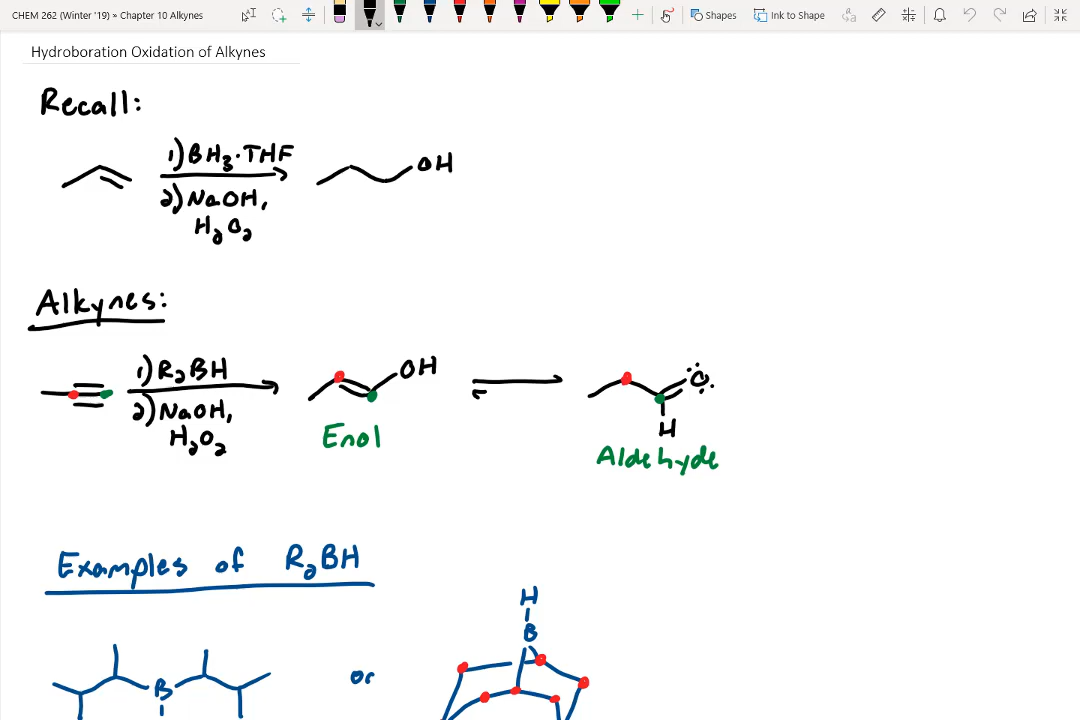 CHEM 262 (Winter '19) » Chapter 10 Alkynes
Shapes
Ink to Shape
Hydroboration Oxidation of Alkynes
Recall:
1) BH₃·THF
2) NaOH,
H₂O₂
OH
Alkynes:
1) R₂BH
2) NaOH,
H₂O₂
OH
Enol
O
H
Aldehyde
Examples of R₂BH
H
B
B
or